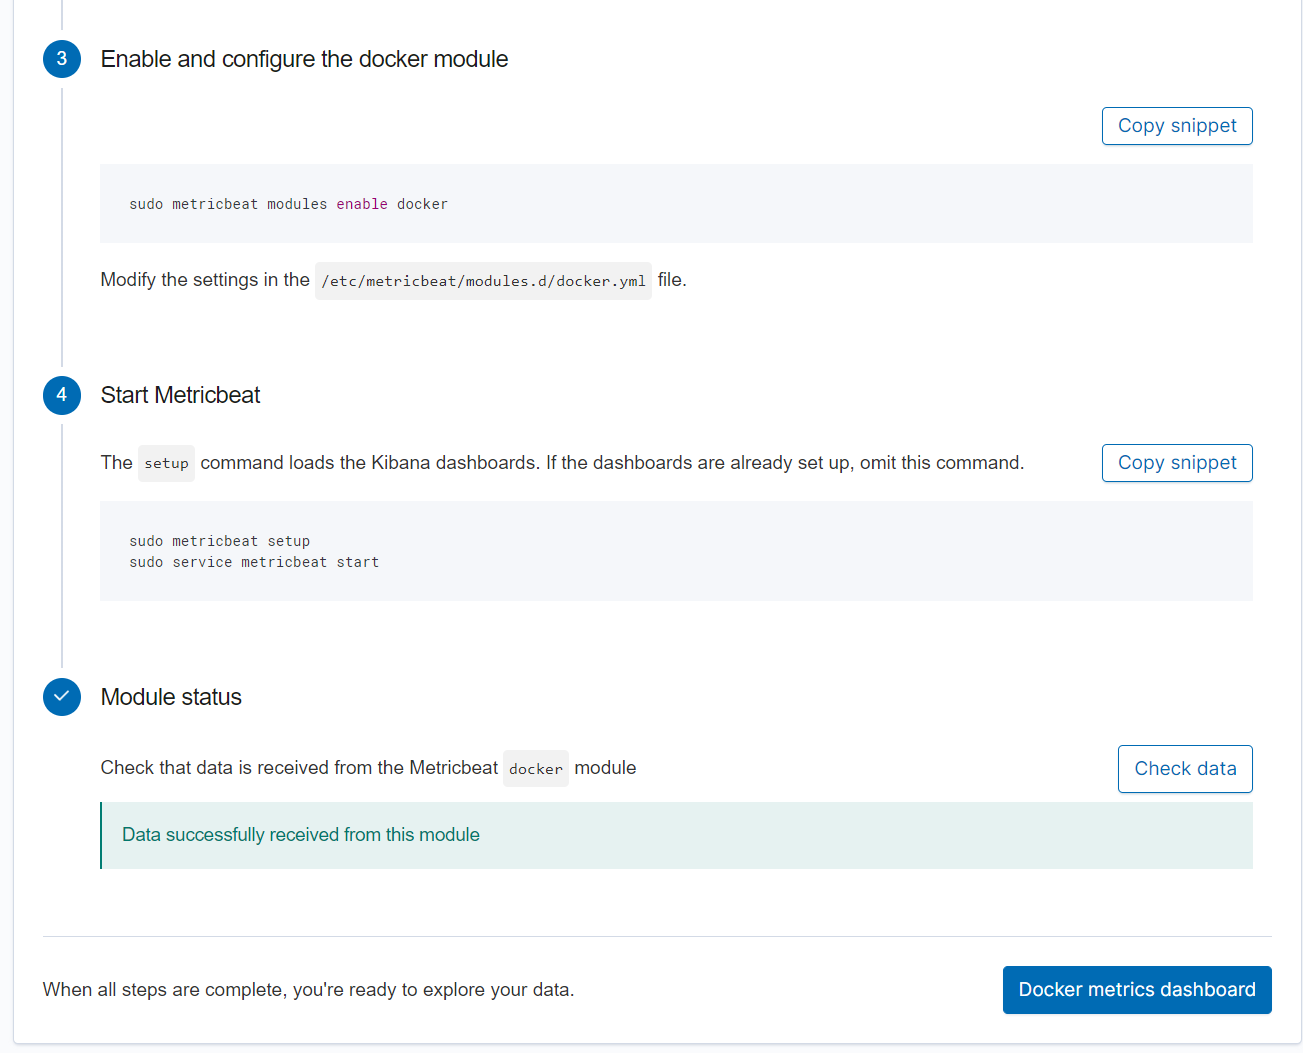 3 Enable and configure the docker module
Copy snippet
sudo metricbeat modules enable docker
Modify the settings in the /etc/metricbeat/modules.d/docker.yml file.
4 Start Metricbeat
The setup command loads the Kibana dashboards. If the dashboards are already set up, omit this command. Copy snippet
sudo metricbeat setup
sudo service metricbeat start
Module status
Check that data is received from the Metricbeat docker module Check data
Data successfully received from this module
When all steps are complete, you're ready to explore your data. Docker metrics dashboard